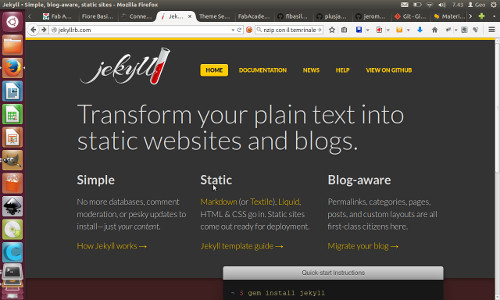 Jekyll • Simple, blog-aware, static sites - Mozilla Firefox
7:43
Geo
Fab A
Fiore Basi
Conne
Je
Theme Se
FabAcade
fibasil
plusja
jerom
Git - Gi
Materia
jekyllrb.com
nzip con il temrinale
jekyll
HOME
DOCUMENTATION
NEWS
HELP
VIEW ON GITHUB
Transform your plain text into
static websites and blogs.
Simple
No more databases, comment
moderation, or pesky updates to
install—just your content.
How Jekyll works →
Static
Markdown (or Textile), Liquid,
HTML & CSS go in. Static sites
come out ready for deployment.
Jekyll template guide →
Blog-aware
Permalinks, categories, pages,
posts, and custom layouts are all
first-class citizens here.
Migrate your blog →
Quick-start Instructions
~ $ gem install jekyll